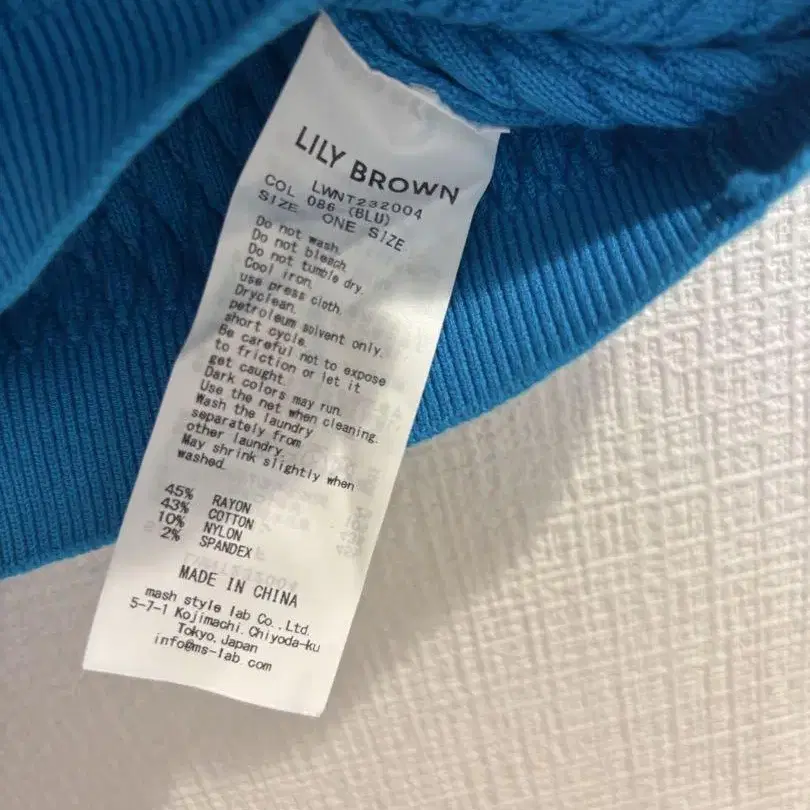 LILY BROWN
LWNT232004
COL 086 (BLU)
SIZE ONE SIZE
Do not wash.
Do not bleach.
Do not tumble dry.
Cool iron.
use press cloth.
Dryclean.
petroleum solvent only.
short cycle.
Be careful not to expose
to friction or let it
get caught.
Dark colors may run.
Use the net when cleaning.
Wash the laundry
separately from
other laundry.
May shrink slightly when
washed.
45% RAYON
43% COTTON
10% NYLON
2% SPANDEX
MADE IN CHINA
mash style lab Co.,Ltd.
5-7-1 Kojimachi.Chiyoda-ku
Tokyo.Japan
info@ms-lab.com